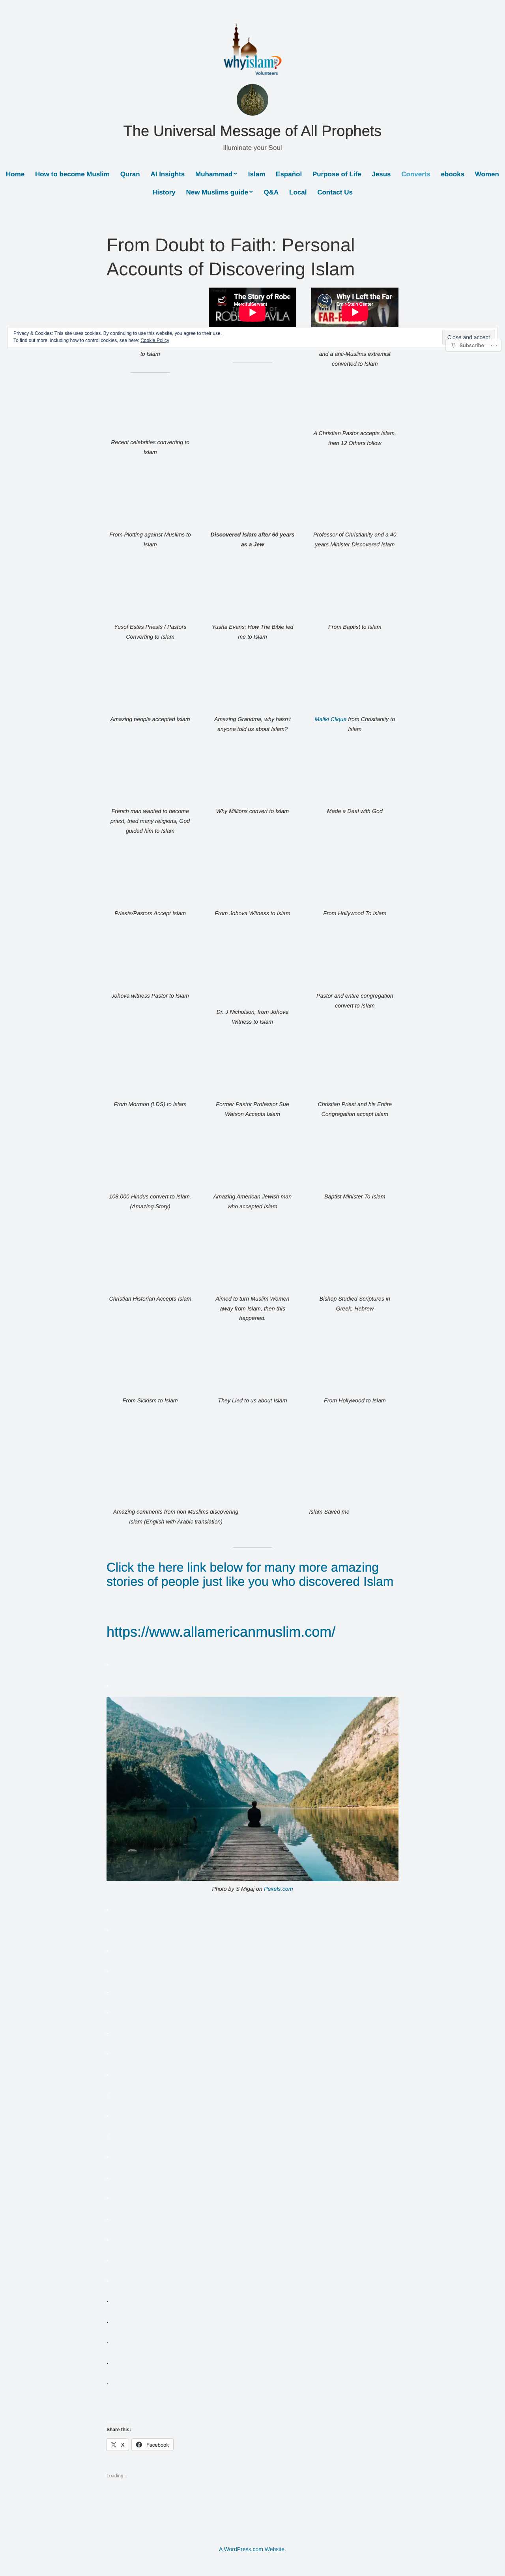 whyislam?
Volunteers
The Universal Message of All Prophets
Illuminate your Soul
Home How to become Muslim Quran AI Insights Muhammad Islam Español Purpose of Life Jesus Converts ebooks Women
History New Muslims guide Q&A Local Contact Us
From Doubt to Faith: Personal
Accounts of Discovering Islam
The Story of Robe
MercifulServant
ROBE DAVILA
Why I Left the Far-
FAR-
Privacy & Cookies: This site uses cookies. By continuing to use this website, you agree to their use.
To find out more, including how to control cookies, see here: Cookie Policy
Close and accept
Subscribe
to Islam
and a anti-Muslims extremist
converted to Islam
Recent celebrities converting to
Islam
A Christian Pastor accepts Islam,
then 12 Others follow
From Plotting against Muslims to
Islam
Discovered Islam after 60 years
as a Jew
Professor of Christianity and a 40
years Minister Discovered Islam
Yusof Estes Priests / Pastors
Converting to Islam
Yusha Evans: How The Bible led
me to Islam
From Baptist to Islam
Amazing people accepted Islam
Amazing Grandma, why hasn't
anyone told us about Islam?
Maliki Clique from Christianity to
Islam
French man wanted to become
priest, tried many religions, God
guided him to Islam
Why Millions convert to Islam
Made a Deal with God
Priests/Pastors Accept Islam
From Johova Witness to Islam
From Hollywood To Islam
Johova witness Pastor to Islam
Dr. J Nicholson, from Johova
Witness to Islam
Pastor and entire congregation
convert to Islam
From Mormon (LDS) to Islam
Former Pastor Professor Sue
Watson Accepts Islam
Christian Priest and his Entire
Congregation accept Islam
108,000 Hindus convert to Islam.
(Amazing Story)
Amazing American Jewish man
who accepted Islam
Baptist Minister To Islam
Christian Historian Accepts Islam
Aimed to turn Muslim Women
away from Islam, then this
happened.
Bishop Studied Scriptures in
Greek, Hebrew
From Sickism to Islam
They Lied to us about Islam
From Hollywood to Islam
Amazing comments from non Muslims discovering
Islam (English with Arabic translation)
Islam Saved me
Click the here link below for many more amazing
stories of people just like you who discovered Islam
https://www.allamericanmuslim.com/
Photo by S Migaj on Pexels.com
.
.
.
.
.
Share this:
X
Facebook
Loading...
A WordPress.com Website.